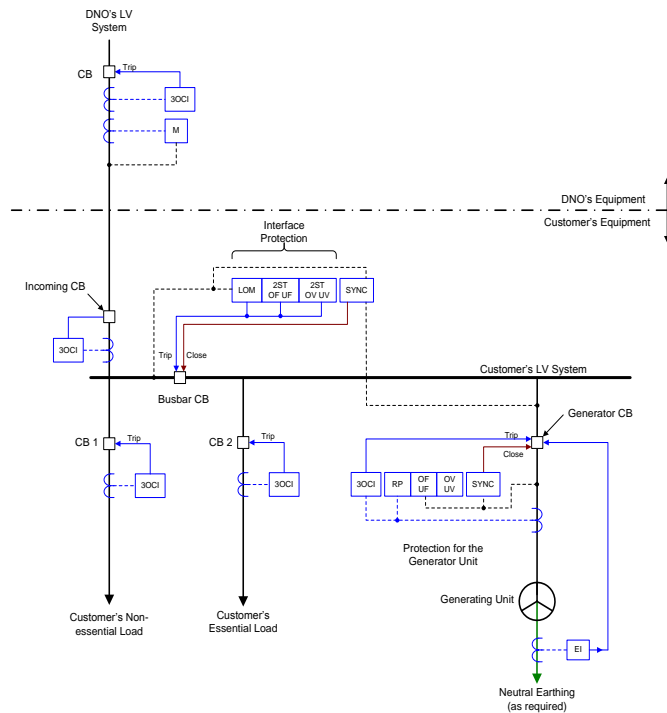 DNO's LV
System
CB
Trip
3OCI
M
DNO's Equipment
Customer's Equipment
Interface
Protection
LOM
2ST
OF UF
2ST
OV UV
SYNC
Incoming CB
3OCI
Trip
Close
Customer's LV System
Busbar CB
Generator CB
CB 1
Trip
3OCI
CB 2
Trip
3OCI
Trip
Close
3OCI
RP
OF
UF
OV
UV
SYNC
Protection for the
Generator Unit
Generating Unit
Customer's Non-
essential Load
Customer's
Essential Load
EI
Neutral Earthing
(as required)